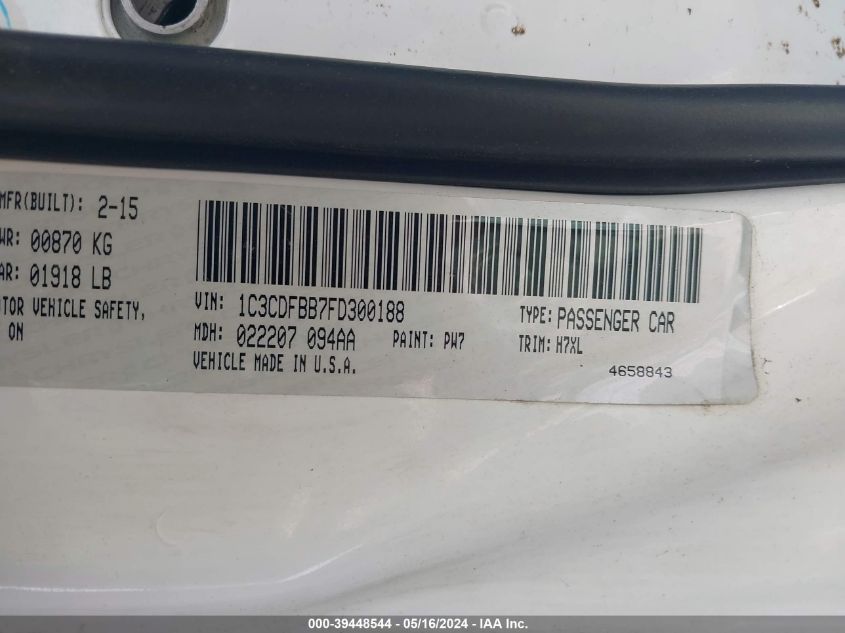 MFR(BUILT): 2-15
WR: 00870 KG
AR: 01918 LB
TOR VEHICLE SAFETY,
ON
VIN: 1C3CDFBB7FD300188 TYPE: PASSENGER CAR
MDH: 022207 094AA PAINT: PW7 TRIM: H7XL
VEHICLE MADE IN U.S.A. 4658843
000-39448544 - 05/16/2024 - IAA Inc.